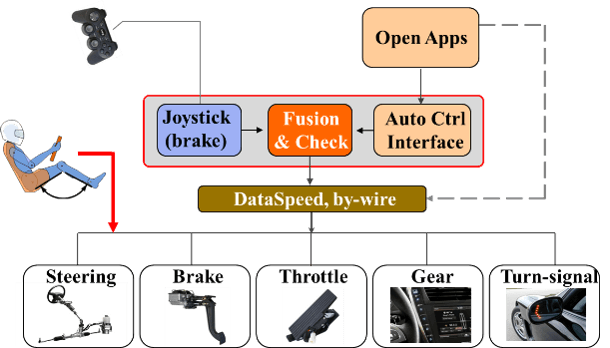 Open Apps
Joystick
(brake)
Fusion
& Check
Auto Ctrl
Interface
DataSpeed, by-wire
Steering
Brake
Throttle
Gear
Turn-signal